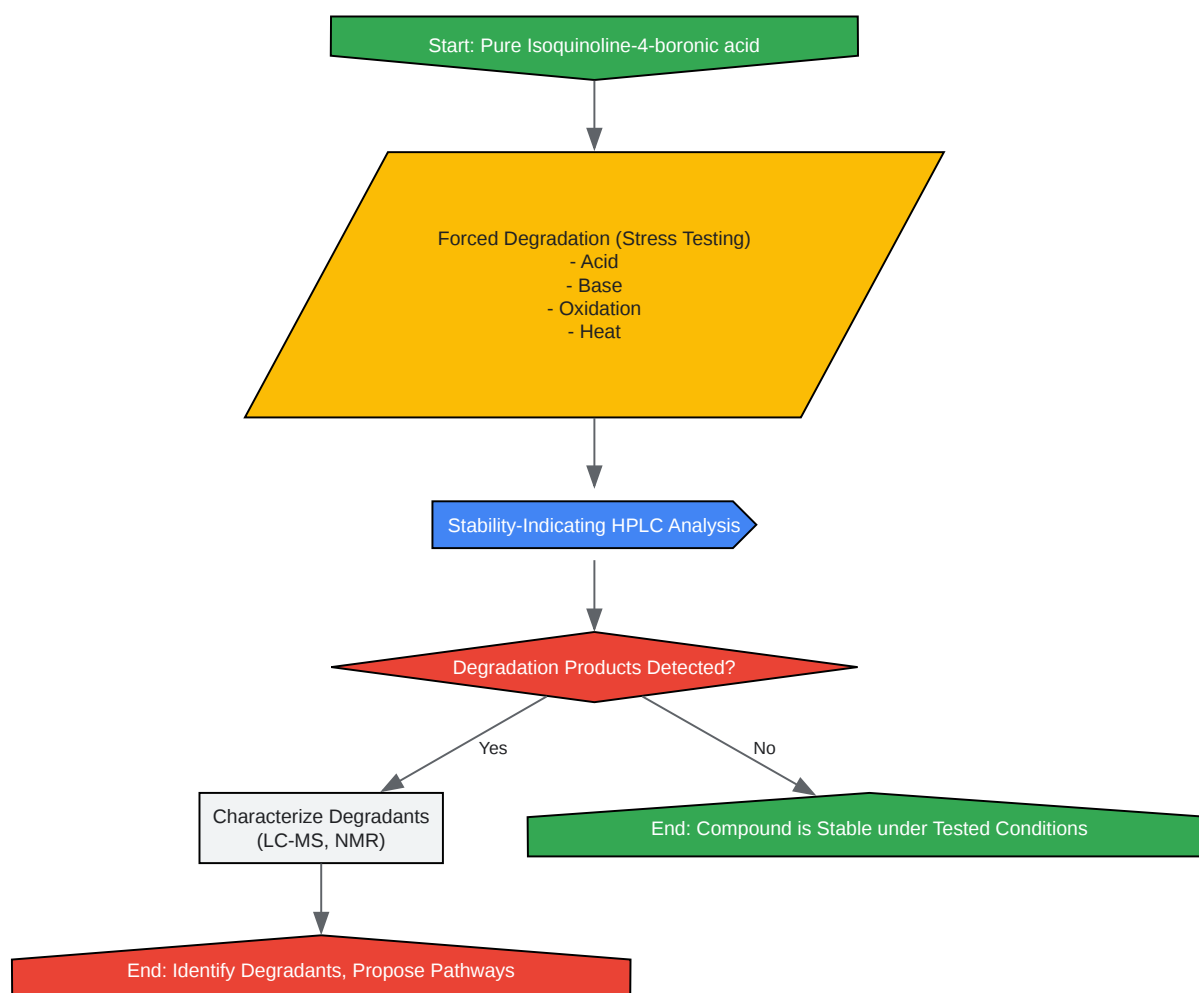 Start: Pure Isoquinoline-4-boronic acid
Forced Degradation (Stress Testing)
- Acid
- Base
- Oxidation
- Heat
Stability-Indicating HPLC Analysis
Degradation Products Detected?
Yes
No
Characterize Degradants
(LC-MS, NMR)
End: Compound is Stable under Tested Conditions
End: Identify Degradants, Propose Pathways